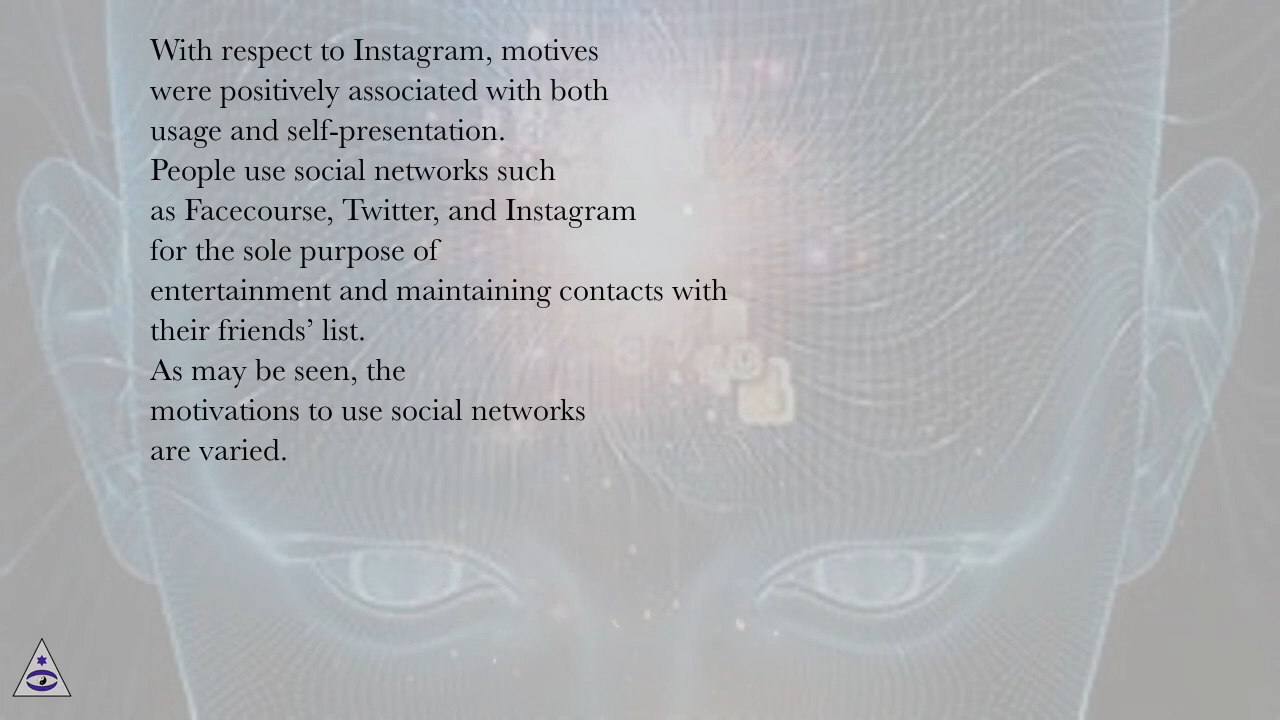 With respect to Instagram, motives
were positively associated with both
usage and self-presentation.
People use social networks such
as Facecourse, Twitter, and Instagram
for the sole purpose of
entertainment and maintaining contacts with
their friends’ list.
As may be seen, the
motivations to use social networks
are varied.